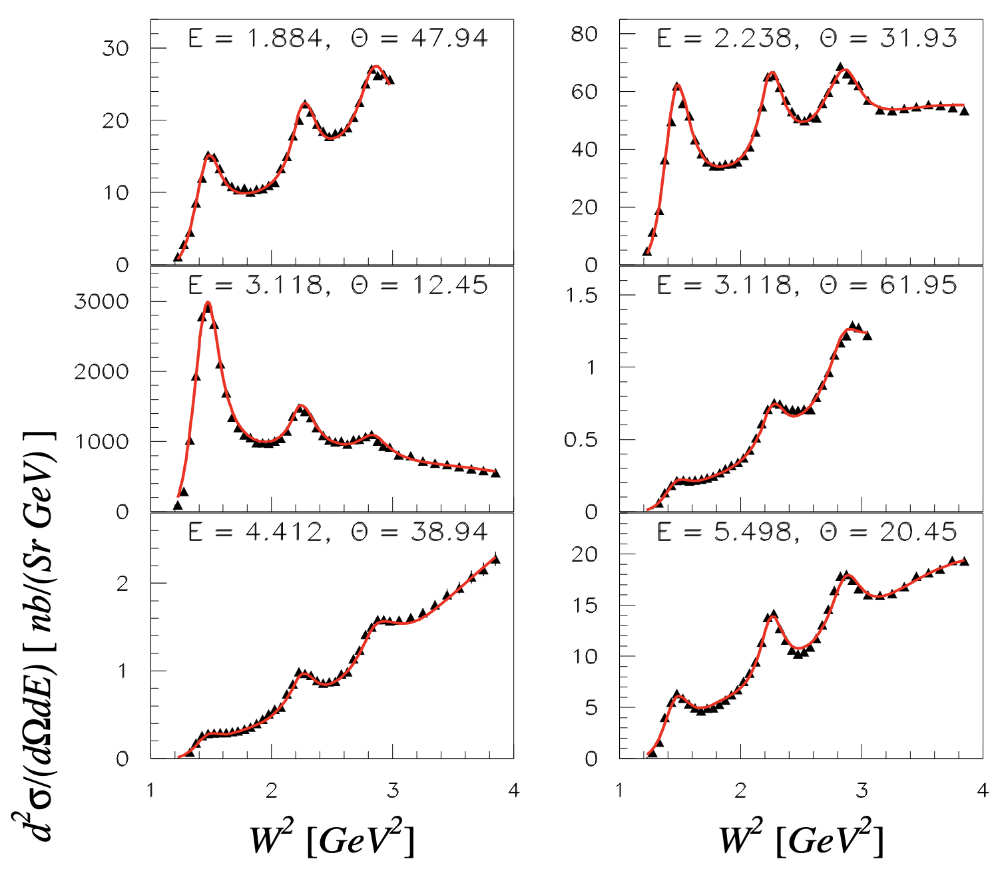 E = 1.884, Θ = 47.94
30
20
10
0
E = 2.238, Θ = 31.93
80
60
40
20
0
E = 3.118, Θ = 12.45
3000
2000
1000
0
E = 3.118, Θ = 61.95
1.5
1
0.5
0
E = 4.412, Θ = 38.94
2
1
0
E = 5.498, Θ = 20.45
20
15
10
5
0
1 2 3 4
1 2 3 4
W² [GeV²]
W² [GeV²]
d²σ/(dΩdE) [ nb/(Sr GeV) ]